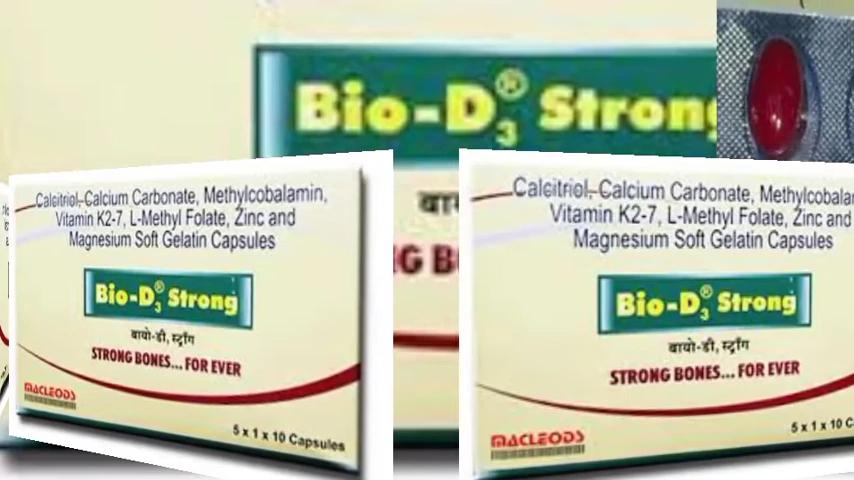 Bio-D3® Strong
Calcitriol, Calcium Carbonate, Methylcobalamin,
Vitamin K2-7, L-Methyl Folate, Zinc and
Magnesium Soft Gelatin Capsules
Bio-D3® Strong
बायो-डी, स्ट्रॉंग
STRONG BONES... FOR EVER
MACLEODS
5 x 1 x 10 Capsules
Calcitriol, Calcium Carbonate,
Vitamin K2-7, L-Methyl Folate, Zinc and
Magnesium Soft Gelatin Capsules
Bio-D3® Strong
बायो-डी, स्ट्रॉंग
STRONG BONES... FOR EVER
MACLEODS
5 x 1 x 10